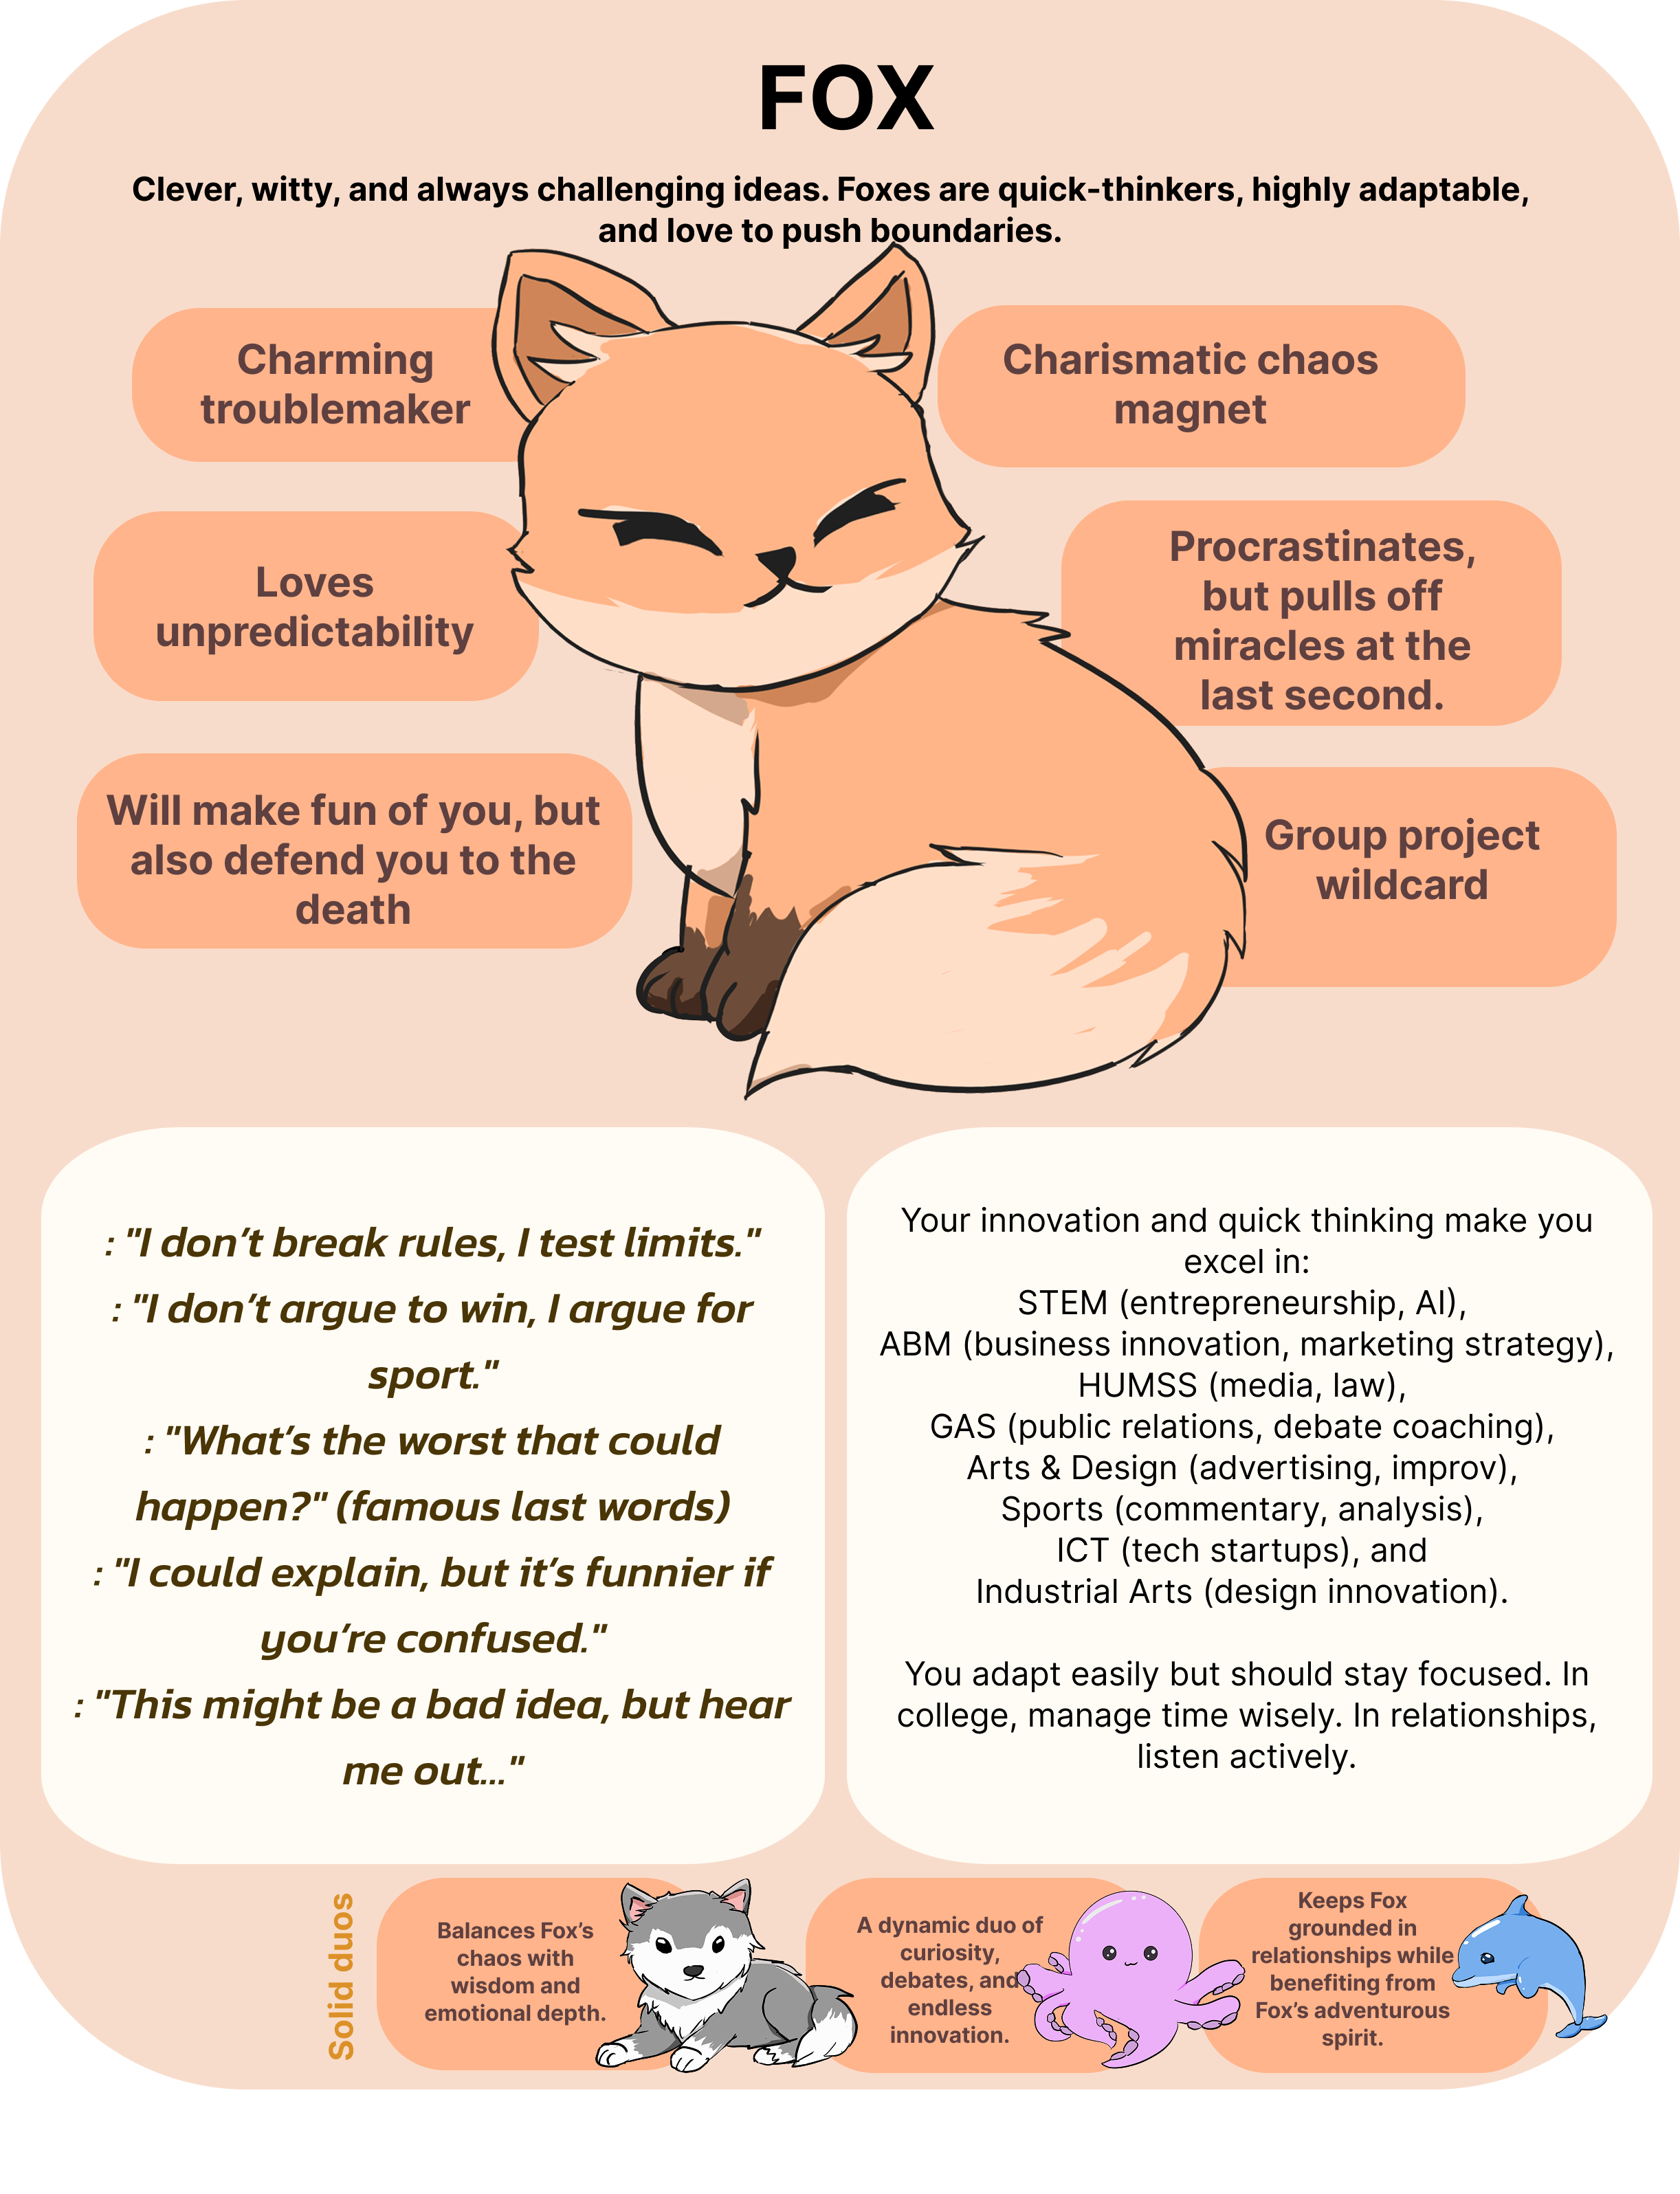 FOX
Clever, witty, and always challenging ideas. Foxes are quick-thinkers, highly adaptable,
and love to push boundaries.
Charming
troublemaker
Charismatic chaos
magnet
Loves
unpredictability
Procrastinates,
but pulls off
miracles at the
last second.
Will make fun of you, but
also defend you to the
death
Group project
wildcard
: "I don’t break rules, I test limits."
: "I don’t argue to win, I argue for
sport."
: "What’s the worst that could
happen?" (famous last words)
: "I could explain, but it’s funnier if
you’re confused."
: "This might be a bad idea, but hear
me out..."
Your innovation and quick thinking make you
excel in:
STEM (entrepreneurship, AI),
ABM (business innovation, marketing strategy),
HUMSS (media, law),
GAS (public relations, debate coaching),
Arts & Design (advertising, improv),
Sports (commentary, analysis),
ICT (tech startups), and
Industrial Arts (design innovation).
You adapt easily but should stay focused. In
college, manage time wisely. In relationships,
listen actively.
Solid duos
Balances Fox’s
chaos with
wisdom and
emotional depth.
A dynamic duo of
curiosity,
debates, and
endless
innovation.
Keeps Fox
grounded in
relationships while
benefiting from
Fox’s adventurous
spirit.